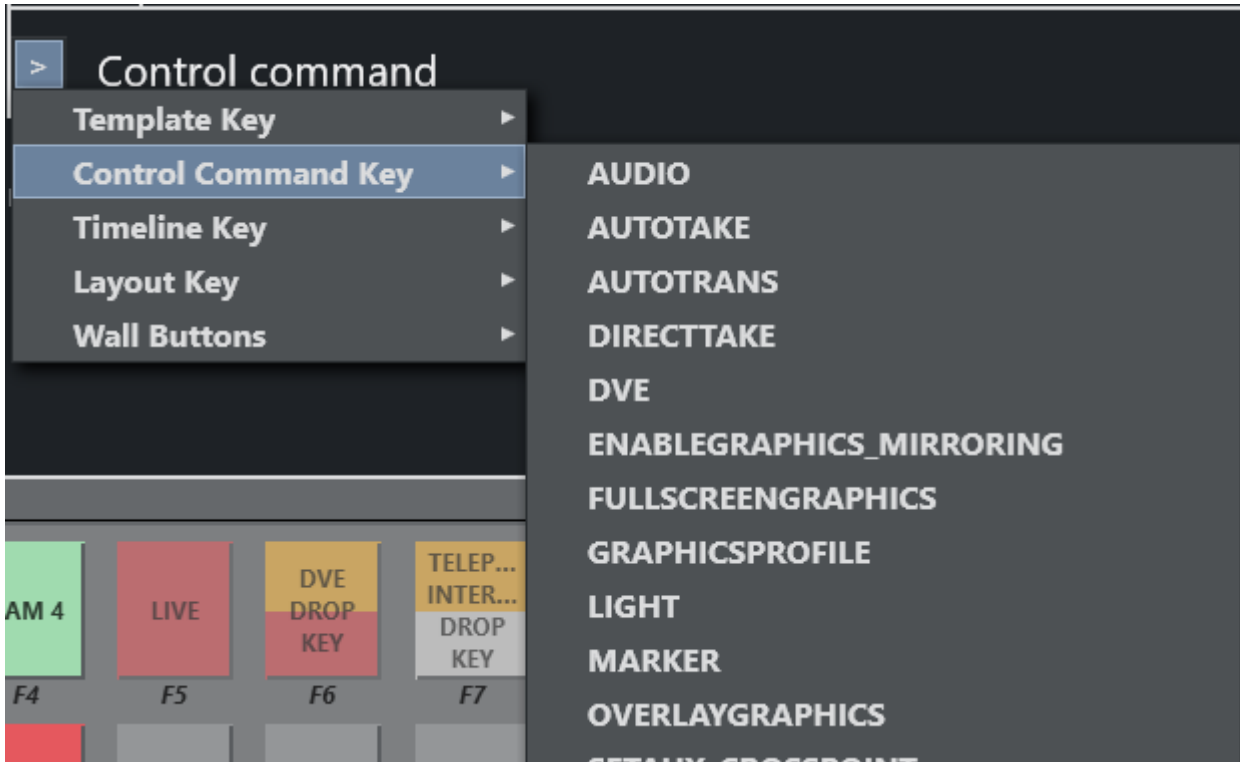 >
Control command
Template Key
Control Command Key
Timeline Key
Layout Key
Wall Buttons
AUDIO
AUTOTAKE
AUTOTRANS
DIRECTTAKE
DVE
ENABLEGRAPHICS_MIRRORING
FULLSCREENGRAPHICS
GRAPHICSPROFILE
LIGHT
MARKER
OVERLAYGRAPHICS
SETAUX_CROSSPOINT
AM 4
F4
LIVE
F5
DVE
DROP
KEY
F6
TELEP...
INTER...
DROP
KEY
F7